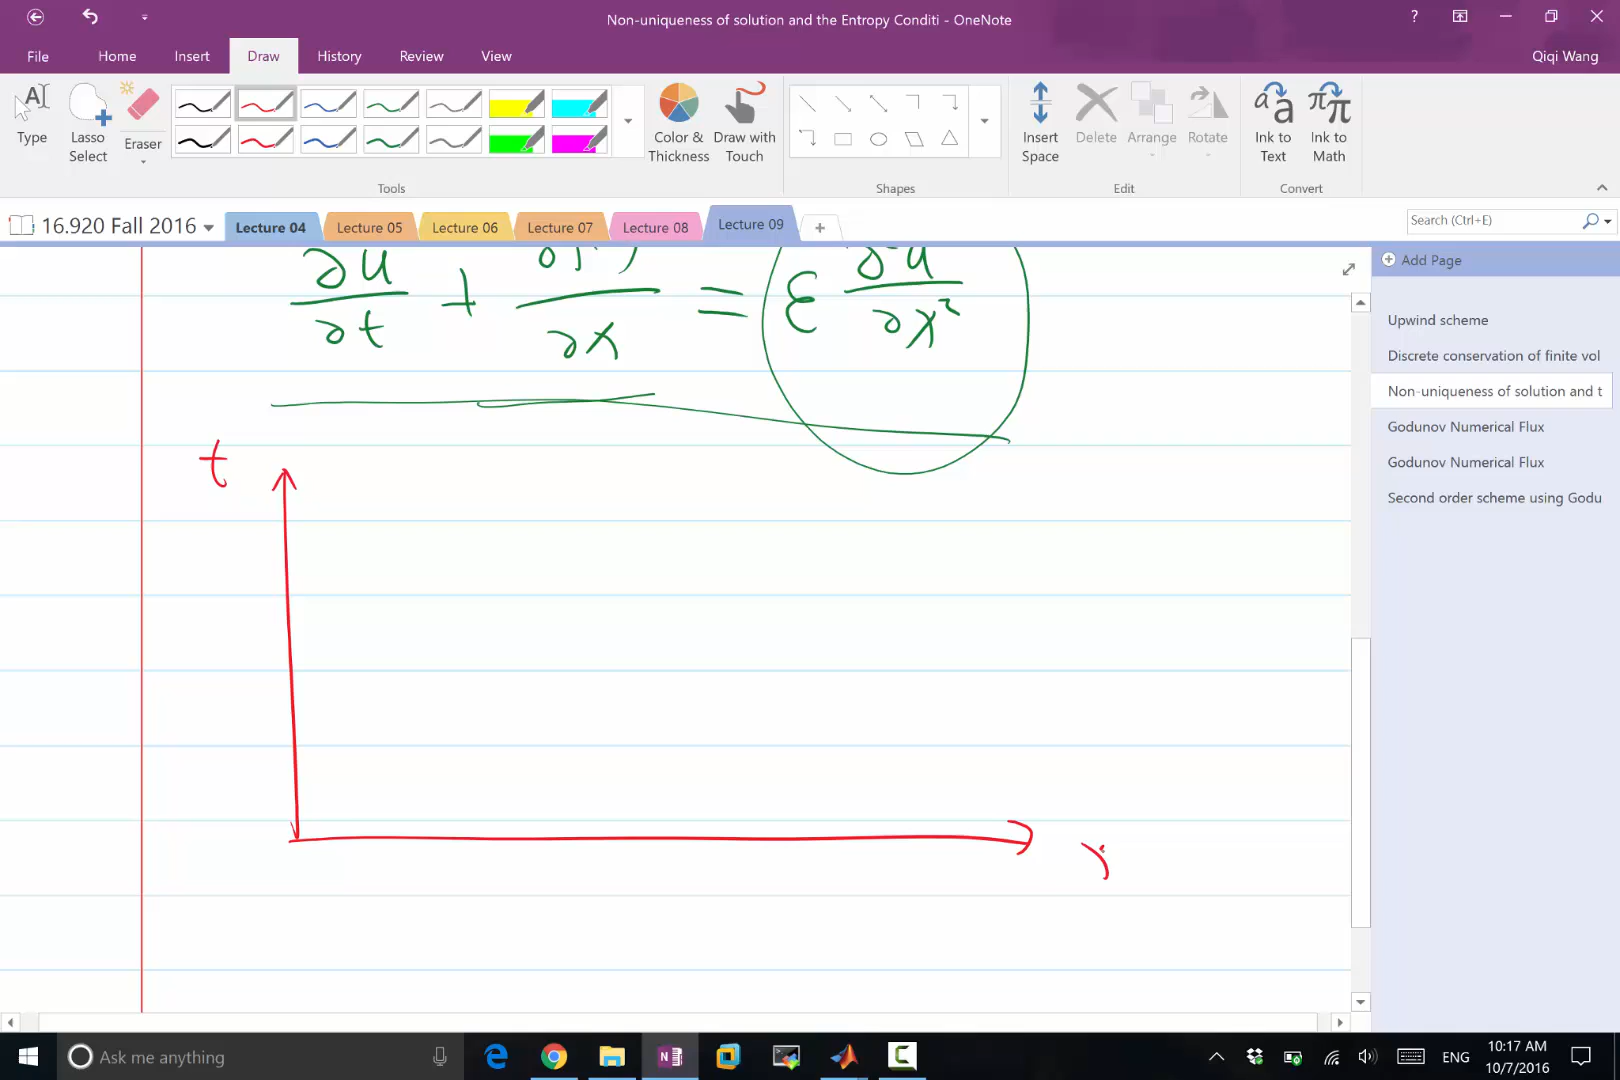 Non-uniqueness of solution and the Entropy Conditi - OneNote
?
File Home Insert Draw History Review View
Qiqi Wang
Type
Lasso Select
Eraser
Color & Thickness
Draw with Touch
Insert Space
Delete
Arrange
Rotate
Ink to Text
Ink to Math
Tools
Shapes
Edit
Convert
16.920 Fall 2016
Lecture 04
Lecture 05
Lecture 06
Lecture 07
Lecture 08
Lecture 09
+
Search (Ctrl+E)
Add Page
Upwind scheme
Discrete conservation of finite vol
Non-uniqueness of solution and t
Godunov Numerical Flux
Godunov Numerical Flux
Second order scheme using Godu
∂u/∂t + /∂x = ε ∂²u/∂x²
t
Ask me anything
ENG
10:17 AM
10/7/2016